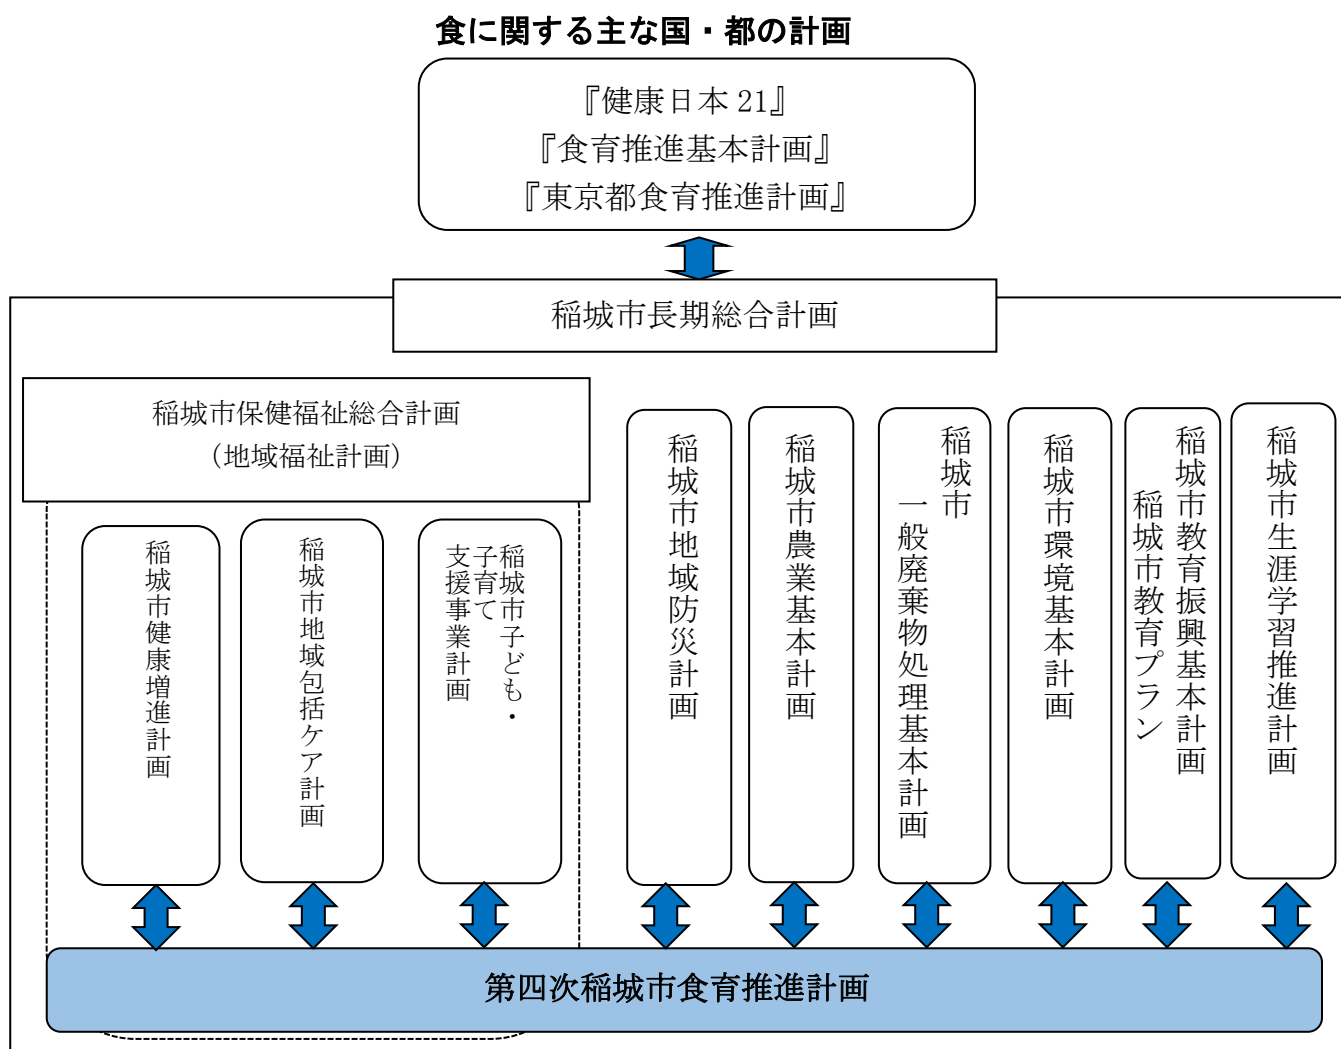 食に関する主な国・都の計画
『健康日本 21』
『食育推進基本計画』
『東京都食育推進計画』
稲城市長期総合計画
稲城市保健福祉総合計画
（地域福祉計画）
稲城市健康増進計画
稲城市地域包括ケア計画
稲城市子ども・
子育て
支援事業計画
稲城市地域防災計画
稲城市農業基本計画
稲城市
一般廃棄物処理基本計画
稲城市環境基本計画
稲城市教育振興基本計画
稲城市教育プラン
稲城市生涯学習推進計画
第四次稲城市食育推進計画